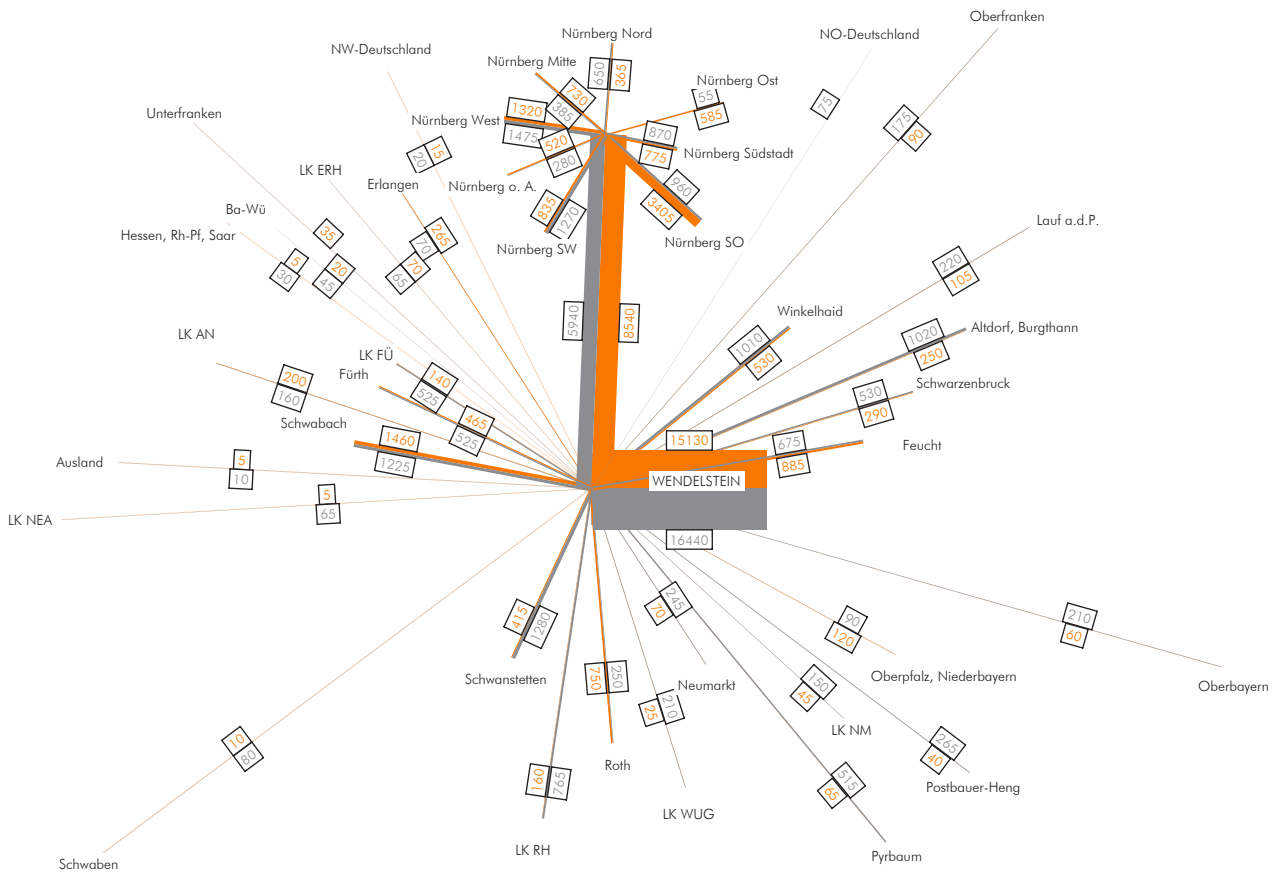 Oberfranken
Nürnberg Nord
NO-Deutschland
NW-Deutschland
Nürnberg Mitte
650
365
Nürnberg Ost
730
385
55
585
75
Unterfranken
1320
Nürnberg West
1475
175
90
520
280
870
775
Nürnberg Südstadt
15
20
LK ERH
Erlangen
Nürnberg o. A.
960
3405
835
1270
Ba-Wü
Hessen, Rh-Pf, Saar
35
265
70
Nürnberg SW
Nürnberg SO
Lauf a.d.P.
5
30
20
45
70
65
220
105
Winkelhaid
5940
8540
LK AN
1010
530
1020
250
Altdorf, Burgthann
LK FÜ
Fürth
200
160
140
525
Schwarzenbruck
530
290
Schwabach
465
525
1460
1225
15130
675
885
Feucht
Ausland
5
10
WENDELSTEIN
LK NEA
5
65
16440
415
1280
245
70
90
120
210
60
Schwanstetten
750
250
Neumarkt
Oberpfalz, Niederbayern
Oberbayern
25
210
150
45
LK NM
10
80
Roth
265
40
160
765
515
65
Postbauer-Heng
LK WUG
LK RH
Pyrbaum
Schwaben